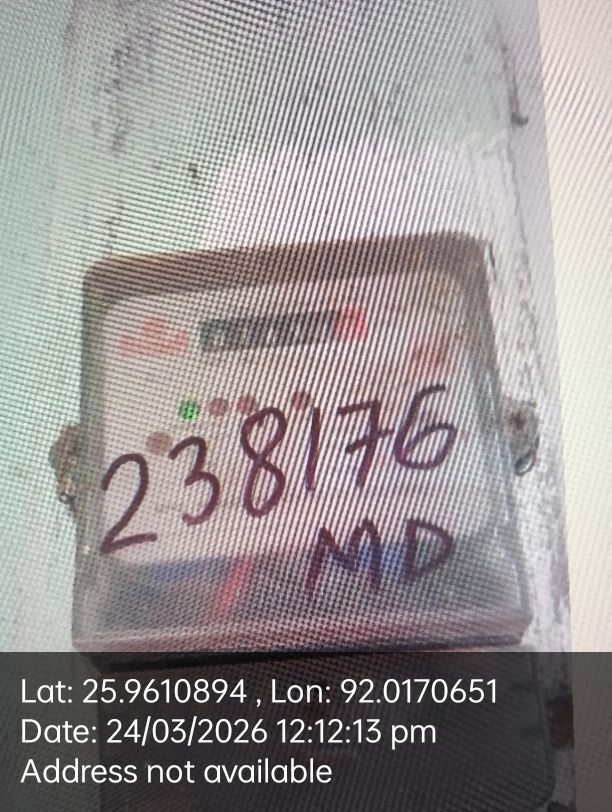 238176
MD
Lat: 25.9610894 , Lon: 92.0170651
Date: 24/03/2026 12:12:13 pm
Address not available